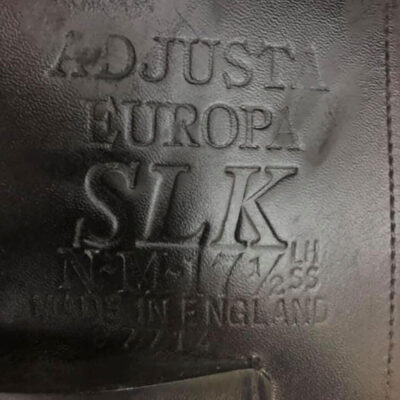 ADJUSTA
EUROPA
SLK
N-M-17½ LH SS
MADE IN ENGLAND